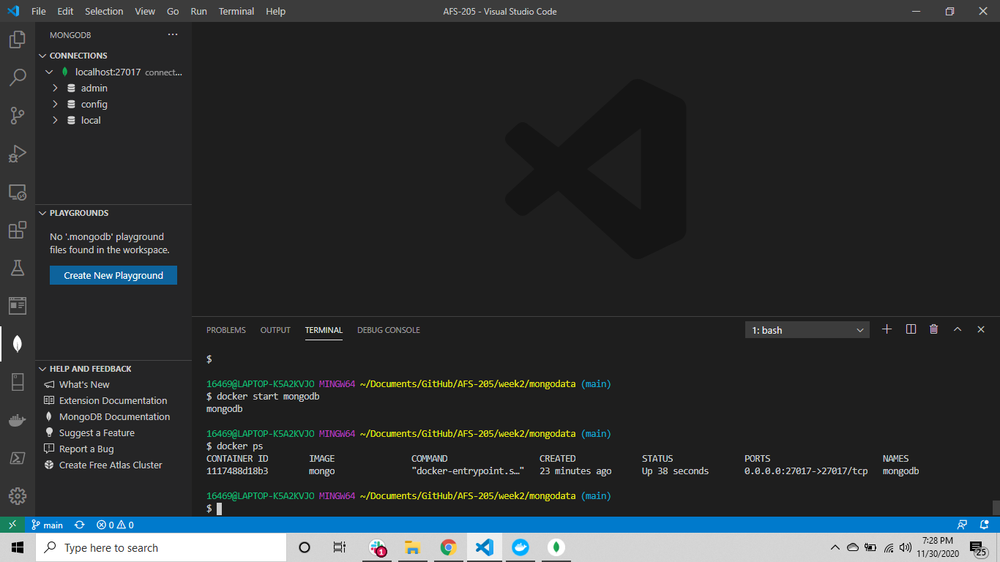 File Edit Selection View Go Run Terminal Help AFS-205 - Visual Studio Code
MONGODB
CONNECTIONS
localhost:27017 connect...
admin
config
local
PLAYGROUNDS
No '.mongodb' playground
files found in the workspace.
Create New Playground
HELP AND FEEDBACK
What's New
Extension Documentation
MongoDB Documentation
Suggest a Feature
Report a Bug
Create Free Atlas Cluster
PROBLEMS OUTPUT TERMINAL DEBUG CONSOLE 1: bash
$
16469@LAPTOP-K5A2KVJO MINGW64 ~/Documents/GitHub/AFS-205/week2/mongodata (main)
$ docker start mongodb
mongodb
16469@LAPTOP-K5A2KVJO MINGW64 ~/Documents/GitHub/AFS-205/week2/mongodata (main)
$ docker ps
CONTAINER ID IMAGE COMMAND CREATED STATUS PORTS NAMES
1117488d18b3 mongo "docker-entrypoint.s…" 23 minutes ago Up 38 seconds 0.0.0.0:27017->27017/tcp mongodb
16469@LAPTOP-K5A2KVJO MINGW64 ~/Documents/GitHub/AFS-205/week2/mongodata (main)
$
main 0 0
Type here to search
1
7:28 PM
11/30/2020
25